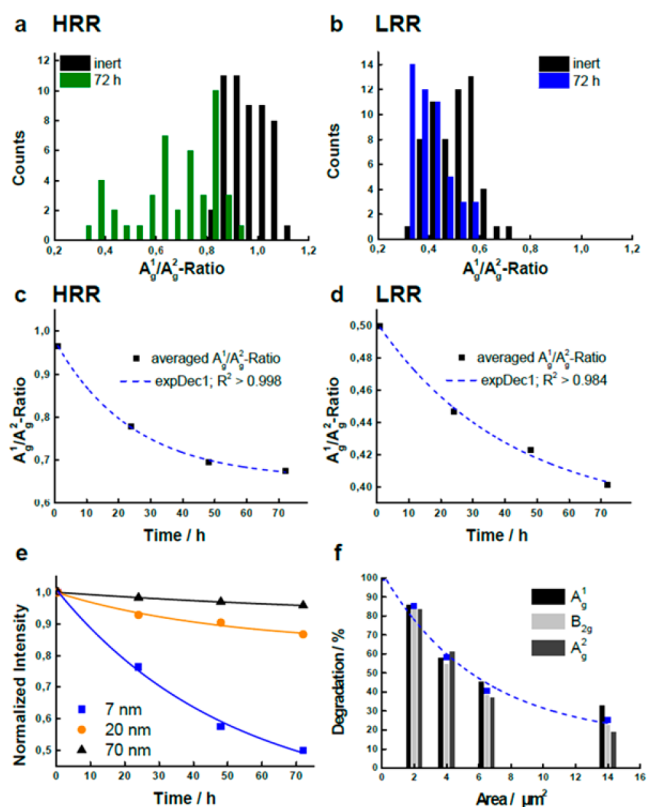 a HRR
inert
72 h
12
10
8
6
4
2
0
Counts
0,2 0,4 0,6 0,8 1,0 1,2
A¹g/A²g-Ratio
b LRR
inert
72 h
14
12
10
8
6
4
2
0
Counts
0,2 0,4 0,6 0,8 1,0 1,2
A¹g/A²g-Ratio
c HRR
averaged A¹g/A²g-Ratio
expDec1; R² > 0.998
1,0
0,9
0,8
0,7
0,6
A¹g/A²g-Ratio
0 10 20 30 40 50 60 70 80
Time / h
d LRR
averaged A¹g/A²g-Ratio
expDec1; R² > 0.984
0,50
0,48
0,46
0,44
0,42
0,40
A¹g/A²g-Ratio
0 10 20 30 40 50 60 70 80
Time / h
e
1,0
0,9
0,8
0,7
0,6
0,5
Normalized Intensity
7 nm
20 nm
70 nm
0 10 20 30 40 50 60 70 80
Time / h
f
A¹g
B2g
A²g
100
90
80
70
60
50
40
30
20
10
0
Degradation / %
0 2 4 6 8 10 12 14 16
Area / µm²